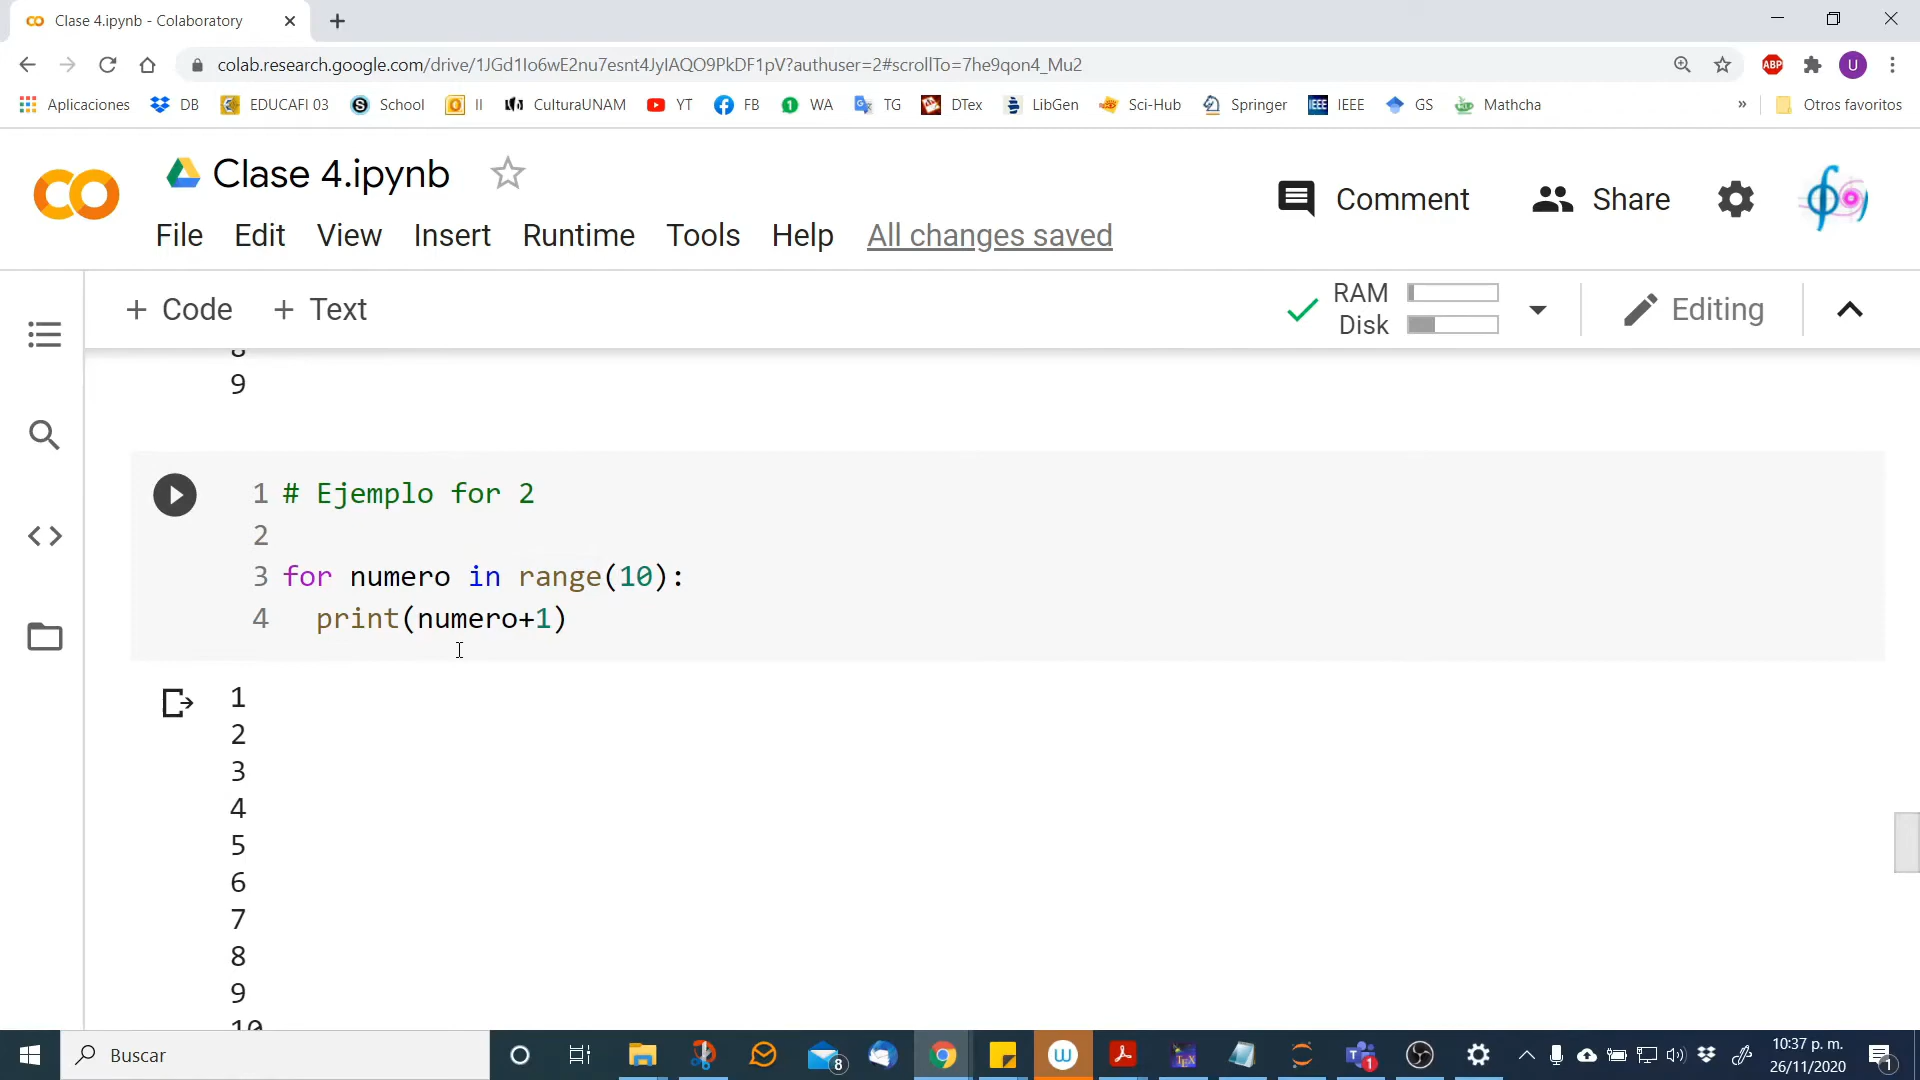 Clase 4.ipynb - Colaboratory
colab.research.google.com/drive/1JGd1Io6wE2nu7esnt4JyIAQO9PkDF1pV?authuser=2#scrollTo=7he9qon4_Mu2
ABP
U
Aplicaciones DB EDUCAFI 03 School II CulturaUNAM YT FB WA TG DTex LibGen Sci-Hub Springer IEEE GS Mathcha » Otros favoritos
Clase 4.ipynb
Comment Share
File Edit View Insert Runtime Tools Help All changes saved
+ Code + Text
RAM
Disk
Editing
8
9
1 # Ejemplo for 2
2
3 for numero in range(10):
4 print(numero+1)
1
2
3
4
5
6
7
8
9
10
Buscar
10:37 p. m.
26/11/2020